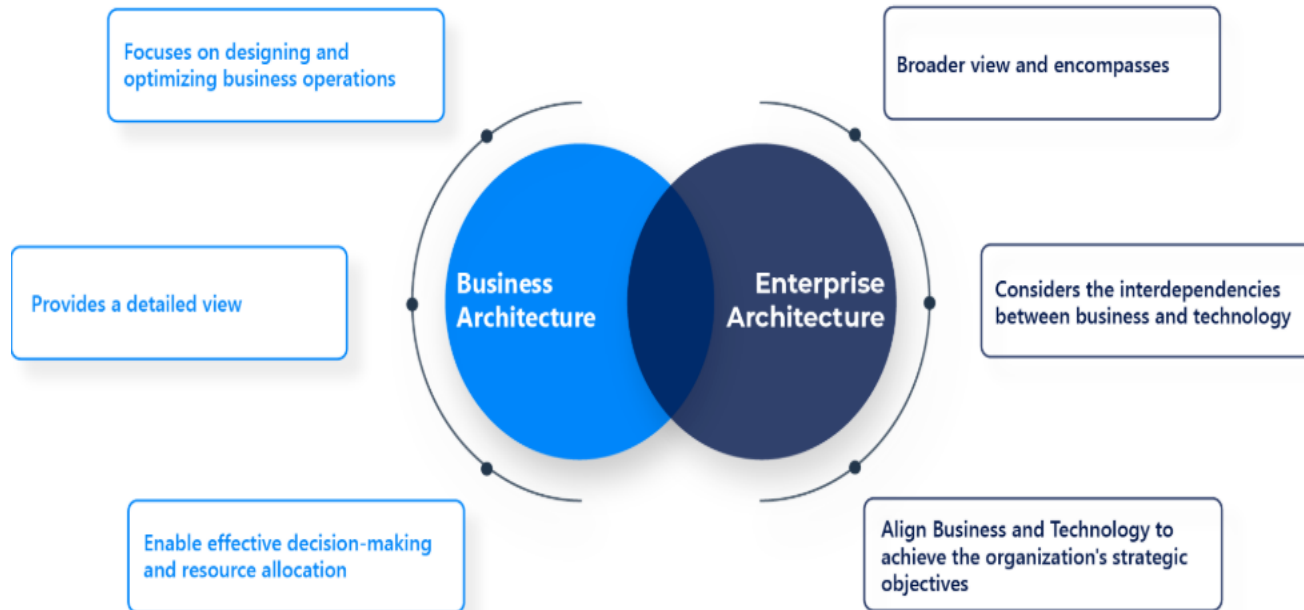 Focuses on designing and
optimizing business operations
Provides a detailed view
Enable effective decision-making
and resource allocation
Business
Architecture
Enterprise
Architecture
Broader view and encompasses
Considers the interdependencies
between business and technology
Align Business and Technology to
achieve the organization's strategic
objectives